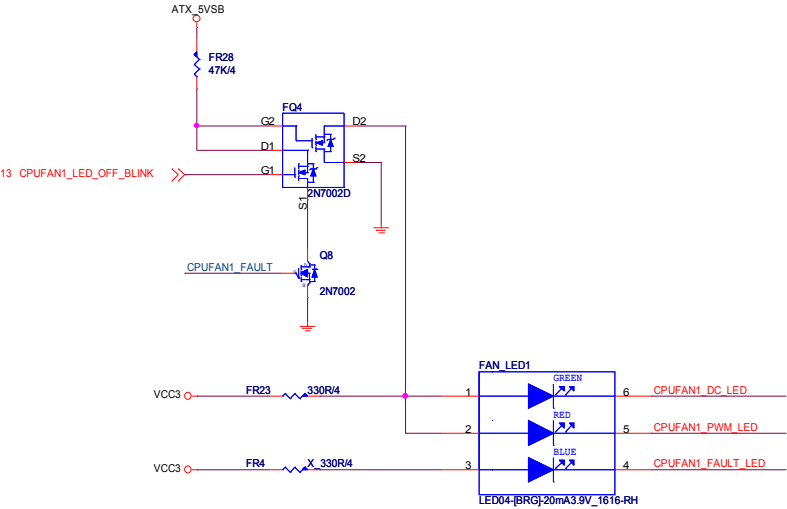 ATX_5VSB
FR28
47K/4
FQ4
G2
D2
D1
S2
13 CPUFAN1_LED_OFF_BLINK
G1
2N7002D
S1
Q8
CPUFAN1_FAULT
2N7002
FAN_LED1
GREEN
VCC3
FR23
330R/4
1
6
CPUFAN1_DC_LED
RED
2
5
CPUFAN1_PWM_LED
BLUE
VCC3
FR4
X_330R/4
3
4
CPUFAN1_FAULT_LED
LED04-[BRG]-20mA3.9V_1616-RH